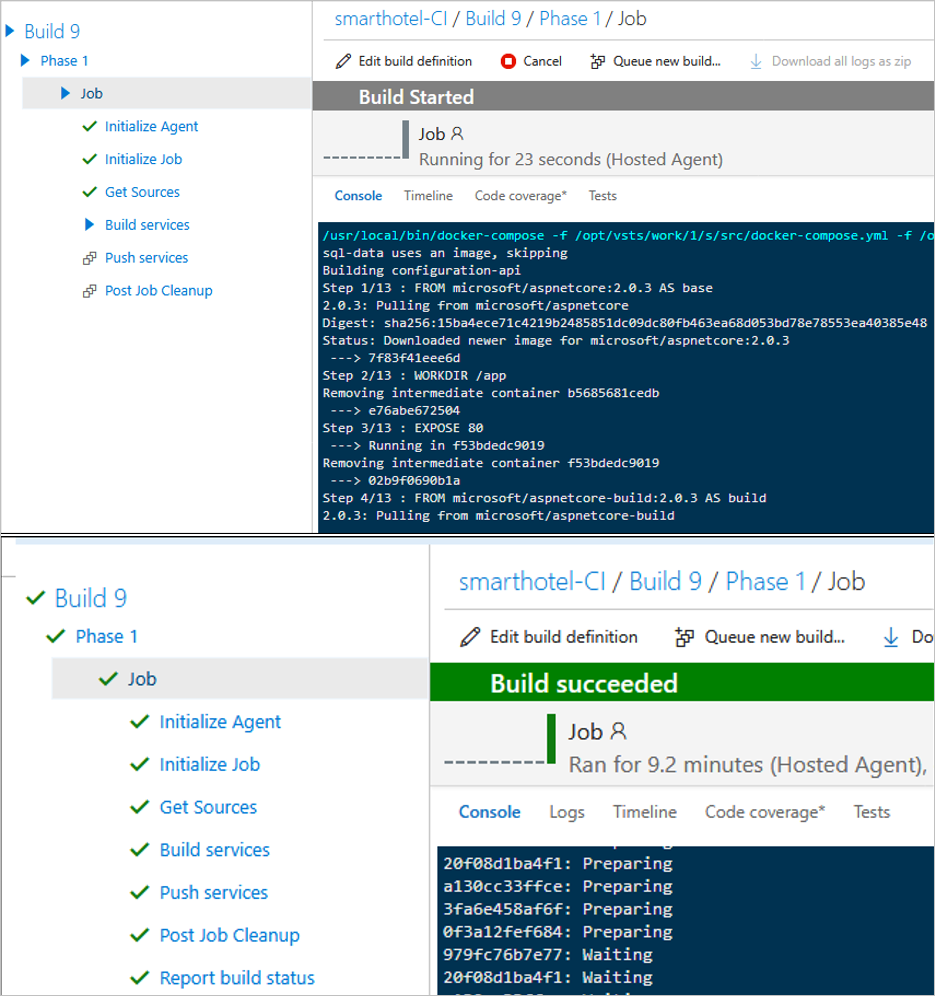 Build 9
Phase 1
Job
Initialize Agent
Initialize Job
Get Sources
Build services
Push services
Post Job Cleanup
smarthotel-CI / Build 9 / Phase 1 / Job
Edit build definition Cancel Queue new build... Download all logs as zip
Build Started
Job
Running for 23 seconds (Hosted Agent)
Console Timeline Code coverage* Tests
/usr/local/bin/docker-compose -f /opt/vsts/work/1/s/src/docker-compose.yml -f /o
sql-data uses an image, skipping
Building configuration-api
Step 1/13 : FROM microsoft/aspnetcore:2.0.3 AS base
2.0.3: Pulling from microsoft/aspnetcore
Digest: sha256:15ba4ece71c4219b2485851dc09dc80fb463ea68d053bd78e78553ea40385e48
Status: Downloaded newer image for microsoft/aspnetcore:2.0.3
---> 7f83f41eee6d
Step 2/13 : WORKDIR /app
Removing intermediate container b5685681cedb
---> e76abe672504
Step 3/13 : EXPOSE 80
---> Running in f53bdedc9019
Removing intermediate container f53bdedc9019
---> 02b9f0690b1a
Step 4/13 : FROM microsoft/aspnetcore-build:2.0.3 AS build
2.0.3: Pulling from microsoft/aspnetcore-build
Build 9
Phase 1
Job
Initialize Agent
Initialize Job
Get Sources
Build services
Push services
Post Job Cleanup
Report build status
smarthotel-CI / Build 9 / Phase 1 / Job
Edit build definition Queue new build... Do
Build succeeded
Job
Ran for 9.2 minutes (Hosted Agent),
Console Logs Timeline Code coverage* Tests
20f08d1ba4f1: Preparing
a130cc33ffce: Preparing
3fa6e458af6f: Preparing
0f3a12fef684: Preparing
979fc76b7e77: Waiting
20f08d1ba4f1: Waiting